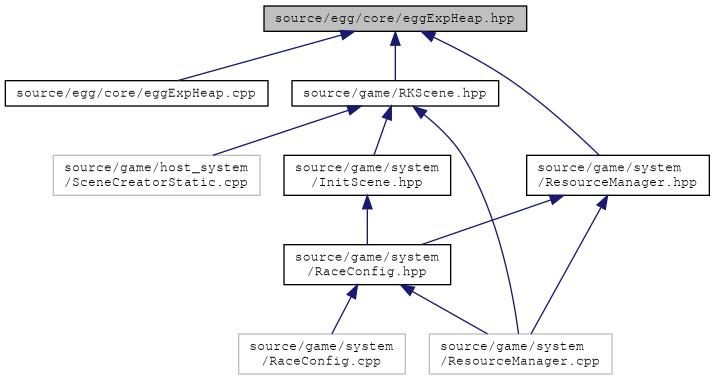 source/egg/core/eggExpHeap.hpp
source/egg/core/eggExpHeap.cpp
source/game/RKScene.hpp
source/game/host_system
/SceneCreatorStatic.cpp
source/game/system
/InitScene.hpp
source/game/system
/ResourceManager.hpp
source/game/system
/RaceConfig.hpp
source/game/system
/RaceConfig.cpp
source/game/system
/ResourceManager.cpp